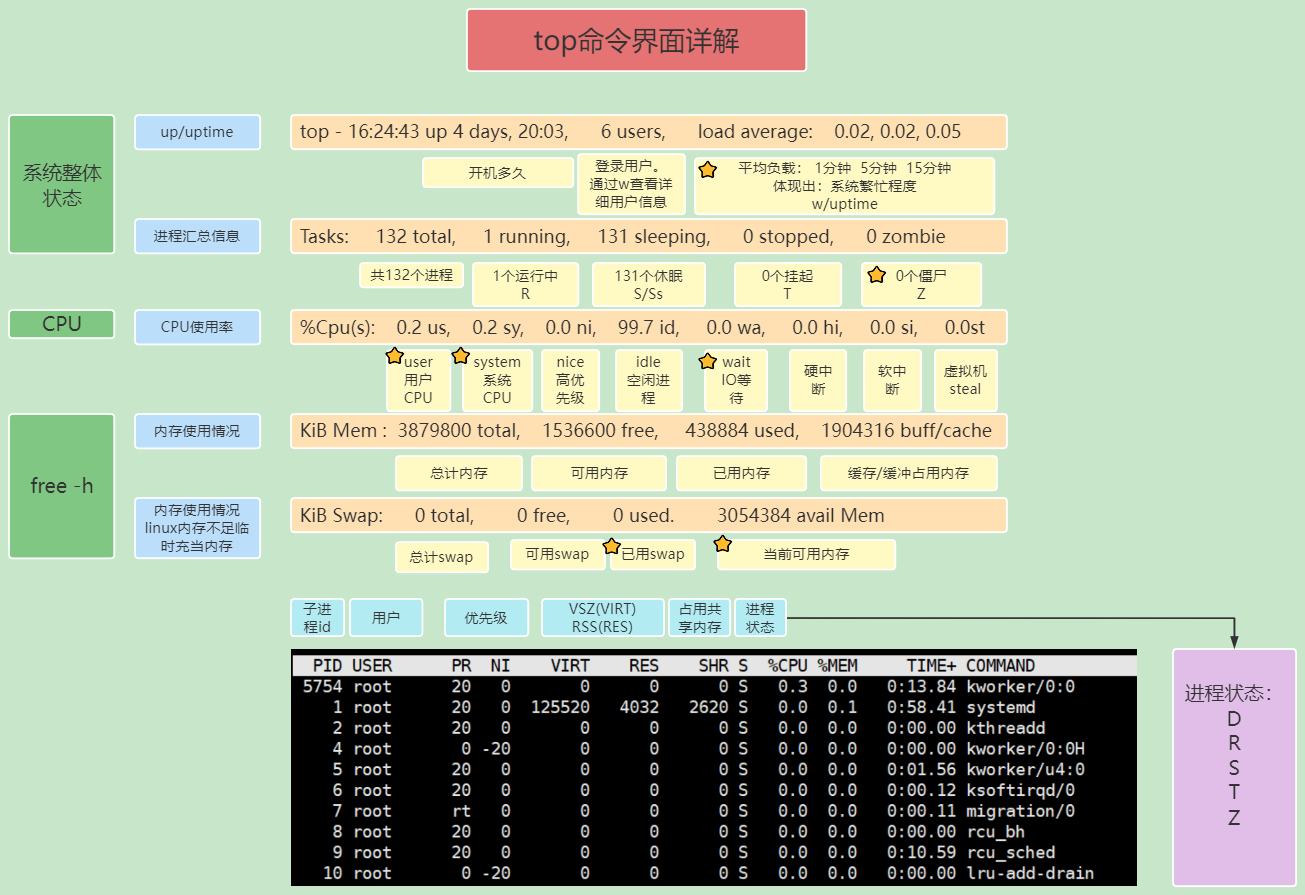 top命令界面详解
系统整体
状态
up/uptime
top - 16:24:43 up 4 days, 20:03, 6 users, load average: 0.02, 0.02, 0.05
开机多久
登录用户。
通过w查看详
细用户信息
平均负载： 1分钟 5分钟 15分钟
体现出：系统繁忙程度
w/uptime
进程汇总信息
Tasks: 132 total, 1 running, 131 sleeping, 0 stopped, 0 zombie
共132个进程
1个运行中
R
131个休眠
S/Ss
0个挂起
T
0个僵尸
Z
CPU
CPU使用率
%Cpu(s): 0.2 us, 0.2 sy, 0.0 ni, 99.7 id, 0.0 wa, 0.0 hi, 0.0 si, 0.0st
user
用户
CPU
system
系统
CPU
nice
高优
先级
idle
空闲进
程
wait
IO等
待
硬中
断
软中
断
虚拟机
steal
free -h
内存使用情况
KiB Mem : 3879800 total, 1536600 free, 438884 used, 1904316 buff/cache
总计内存
可用内存
已用内存
缓存/缓冲占用内存
内存使用情况
linux内存不足临
时充当内存
KiB Swap: 0 total, 0 free, 0 used. 3054384 avail Mem
总计swap
可用swap
已用swap
当前可用内存
子进
程id
用户
优先级
VSZ(VIRT)
RSS(RES)
占用共
享内存
进程
状态
PID USER PR NI VIRT RES SHR S %CPU %MEM TIME+ COMMAND
5754 root 20 0 0 0 0 S 0.3 0.0 0:13.84 kworker/0:0
1 root 20 0 125520 4032 2620 S 0.0 0.1 0:58.41 systemd
2 root 20 0 0 0 0 S 0.0 0.0 0:00.00 kthreadd
4 root 0 -20 0 0 0 S 0.0 0.0 0:00.00 kworker/0:0H
5 root 20 0 0 0 0 S 0.0 0.0 0:01.56 kworker/u4:0
6 root 20 0 0 0 0 S 0.0 0.0 0:00.12 ksoftirqd/0
7 root rt 0 0 0 0 S 0.0 0.0 0:00.11 migration/0
8 root 20 0 0 0 0 S 0.0 0.0 0:00.00 rcu_bh
9 root 20 0 0 0 0 S 0.0 0.0 0:10.59 rcu_sched
10 root 0 -20 0 0 0 S 0.0 0.0 0:00.00 lru-add-drain
进程状态：
D
R
S
T
Z